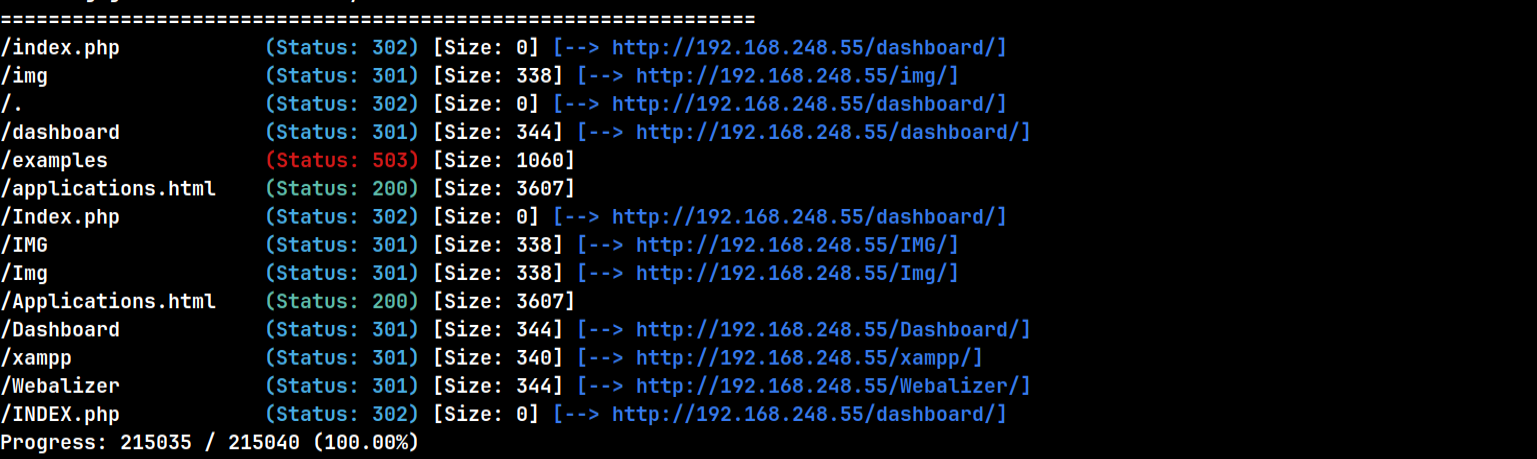 ===============================================================
/index.php (Status: 302) [Size: 0] [--> http://192.168.248.55/dashboard/]
/img (Status: 301) [Size: 338] [--> http://192.168.248.55/img/]
/. (Status: 302) [Size: 0] [--> http://192.168.248.55/dashboard/]
/dashboard (Status: 301) [Size: 344] [--> http://192.168.248.55/dashboard/]
/examples (Status: 503) [Size: 1060]
/applications.html (Status: 200) [Size: 3607]
/Index.php (Status: 302) [Size: 0] [--> http://192.168.248.55/dashboard/]
/IMG (Status: 301) [Size: 338] [--> http://192.168.248.55/IMG/]
/Img (Status: 301) [Size: 338] [--> http://192.168.248.55/Img/]
/Applications.html (Status: 200) [Size: 3607]
/Dashboard (Status: 301) [Size: 344] [--> http://192.168.248.55/Dashboard/]
/xampp (Status: 301) [Size: 340] [--> http://192.168.248.55/xampp/]
/Webalizer (Status: 301) [Size: 344] [--> http://192.168.248.55/Webalizer/]
/INDEX.php (Status: 302) [Size: 0] [--> http://192.168.248.55/dashboard/]
Progress: 215035 / 215040 (100.00%)